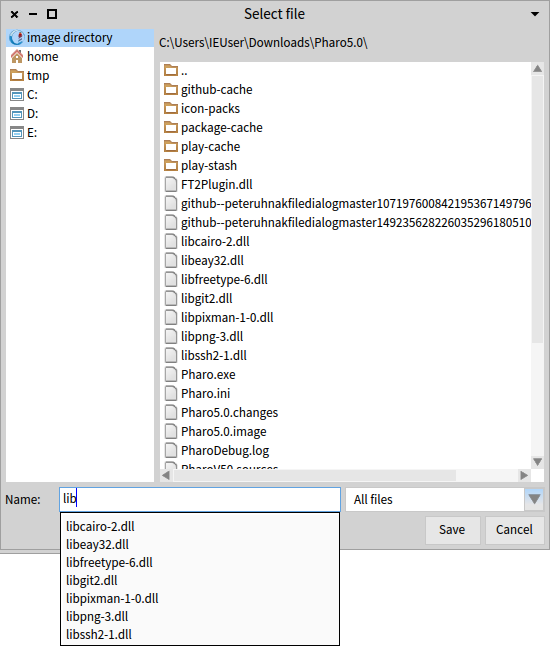 Select file
image directory
home
tmp
C:
D:
E:
C:\Users\IEUser\Downloads\Pharo5.0\
..
github-cache
icon-packs
package-cache
play-cache
play-stash
FT2Plugin.dll
github--peteruhnakfiledialogmaster107197600842195367149796
github--peteruhnakfiledialogmaster149235628226035296180510
libcairo-2.dll
libeay32.dll
libfreetype-6.dll
libgit2.dll
libpixman-1-0.dll
libpng-3.dll
libssh2-1.dll
Pharo.exe
Pharo.ini
Pharo5.0.changes
Pharo5.0.image
PharoDebug.log
PharoV50.sources
Name:
lib
All files
Save
Cancel
libcairo-2.dll
libeay32.dll
libfreetype-6.dll
libgit2.dll
libpixman-1-0.dll
libpng-3.dll
libssh2-1.dll